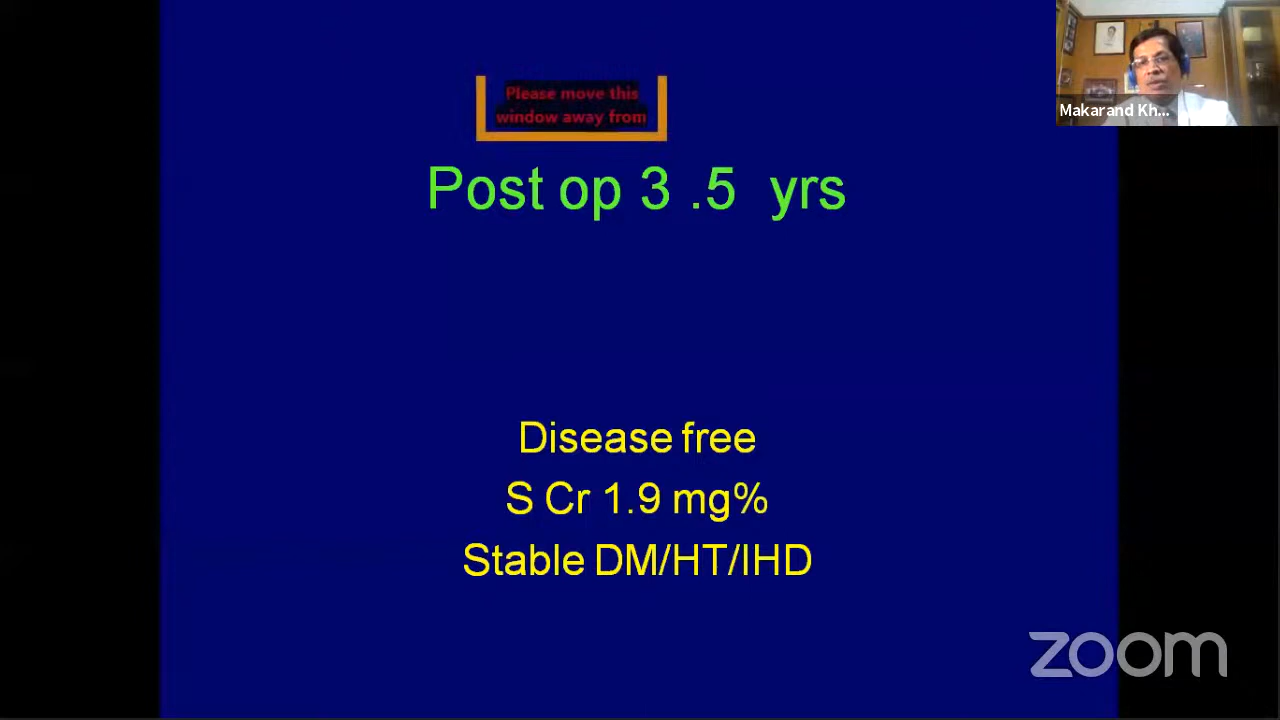 Please move this
window away from
Makarand Kh...
Post op 3 .5 yrs
Disease free
S Cr 1.9 mg%
Stable DM/HT/IHD
zoom